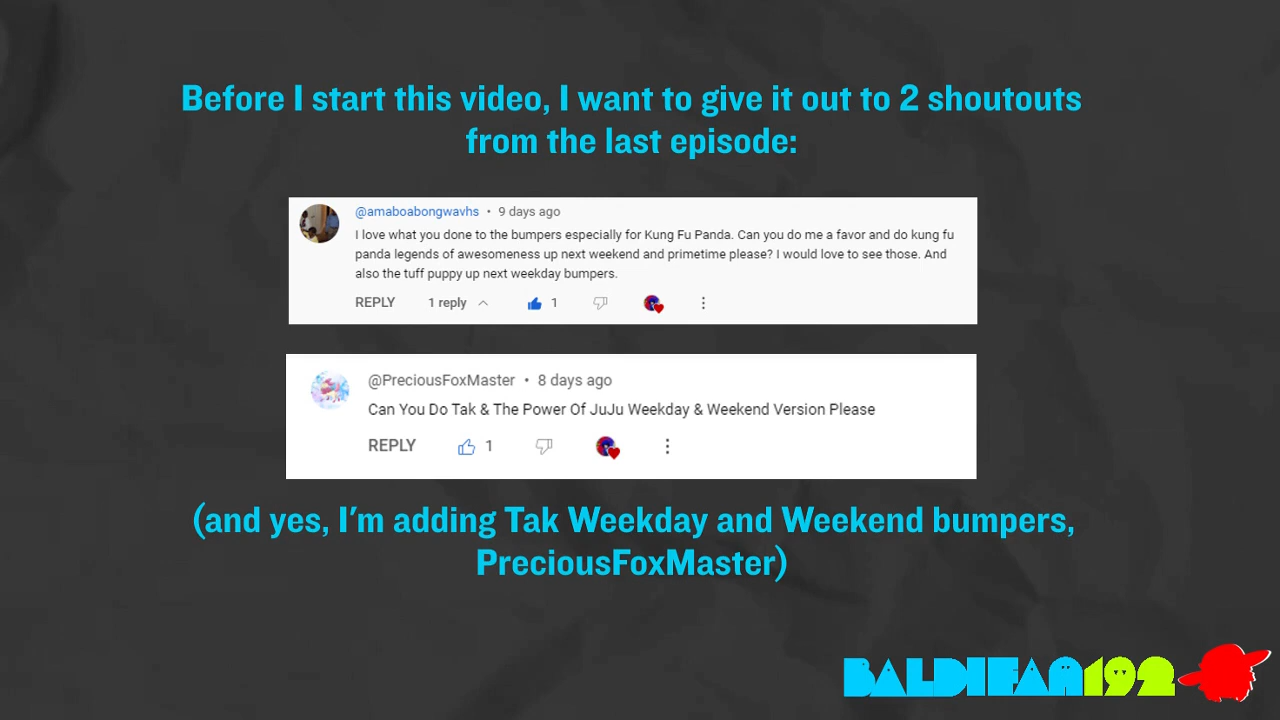 Before I start this video, I want to give it out to 2 shoutouts
from the last episode:
@amaboabongwavhs • 9 days ago
I love what you done to the bumpers especially for Kung Fu Panda. Can you do me a favor and do kung fu
panda legends of awesomeness up next weekend and primetime please? I would love to see those. And
also the tuff puppy up next weekday bumpers.
REPLY 1 reply 1
@PreciousFoxMaster • 8 days ago
Can You Do Tak & The Power Of JuJu Weekday & Weekend Version Please
REPLY 1
(and yes, I'm adding Tak Weekday and Weekend bumpers,
PreciousFoxMaster)
BALDIFAN192